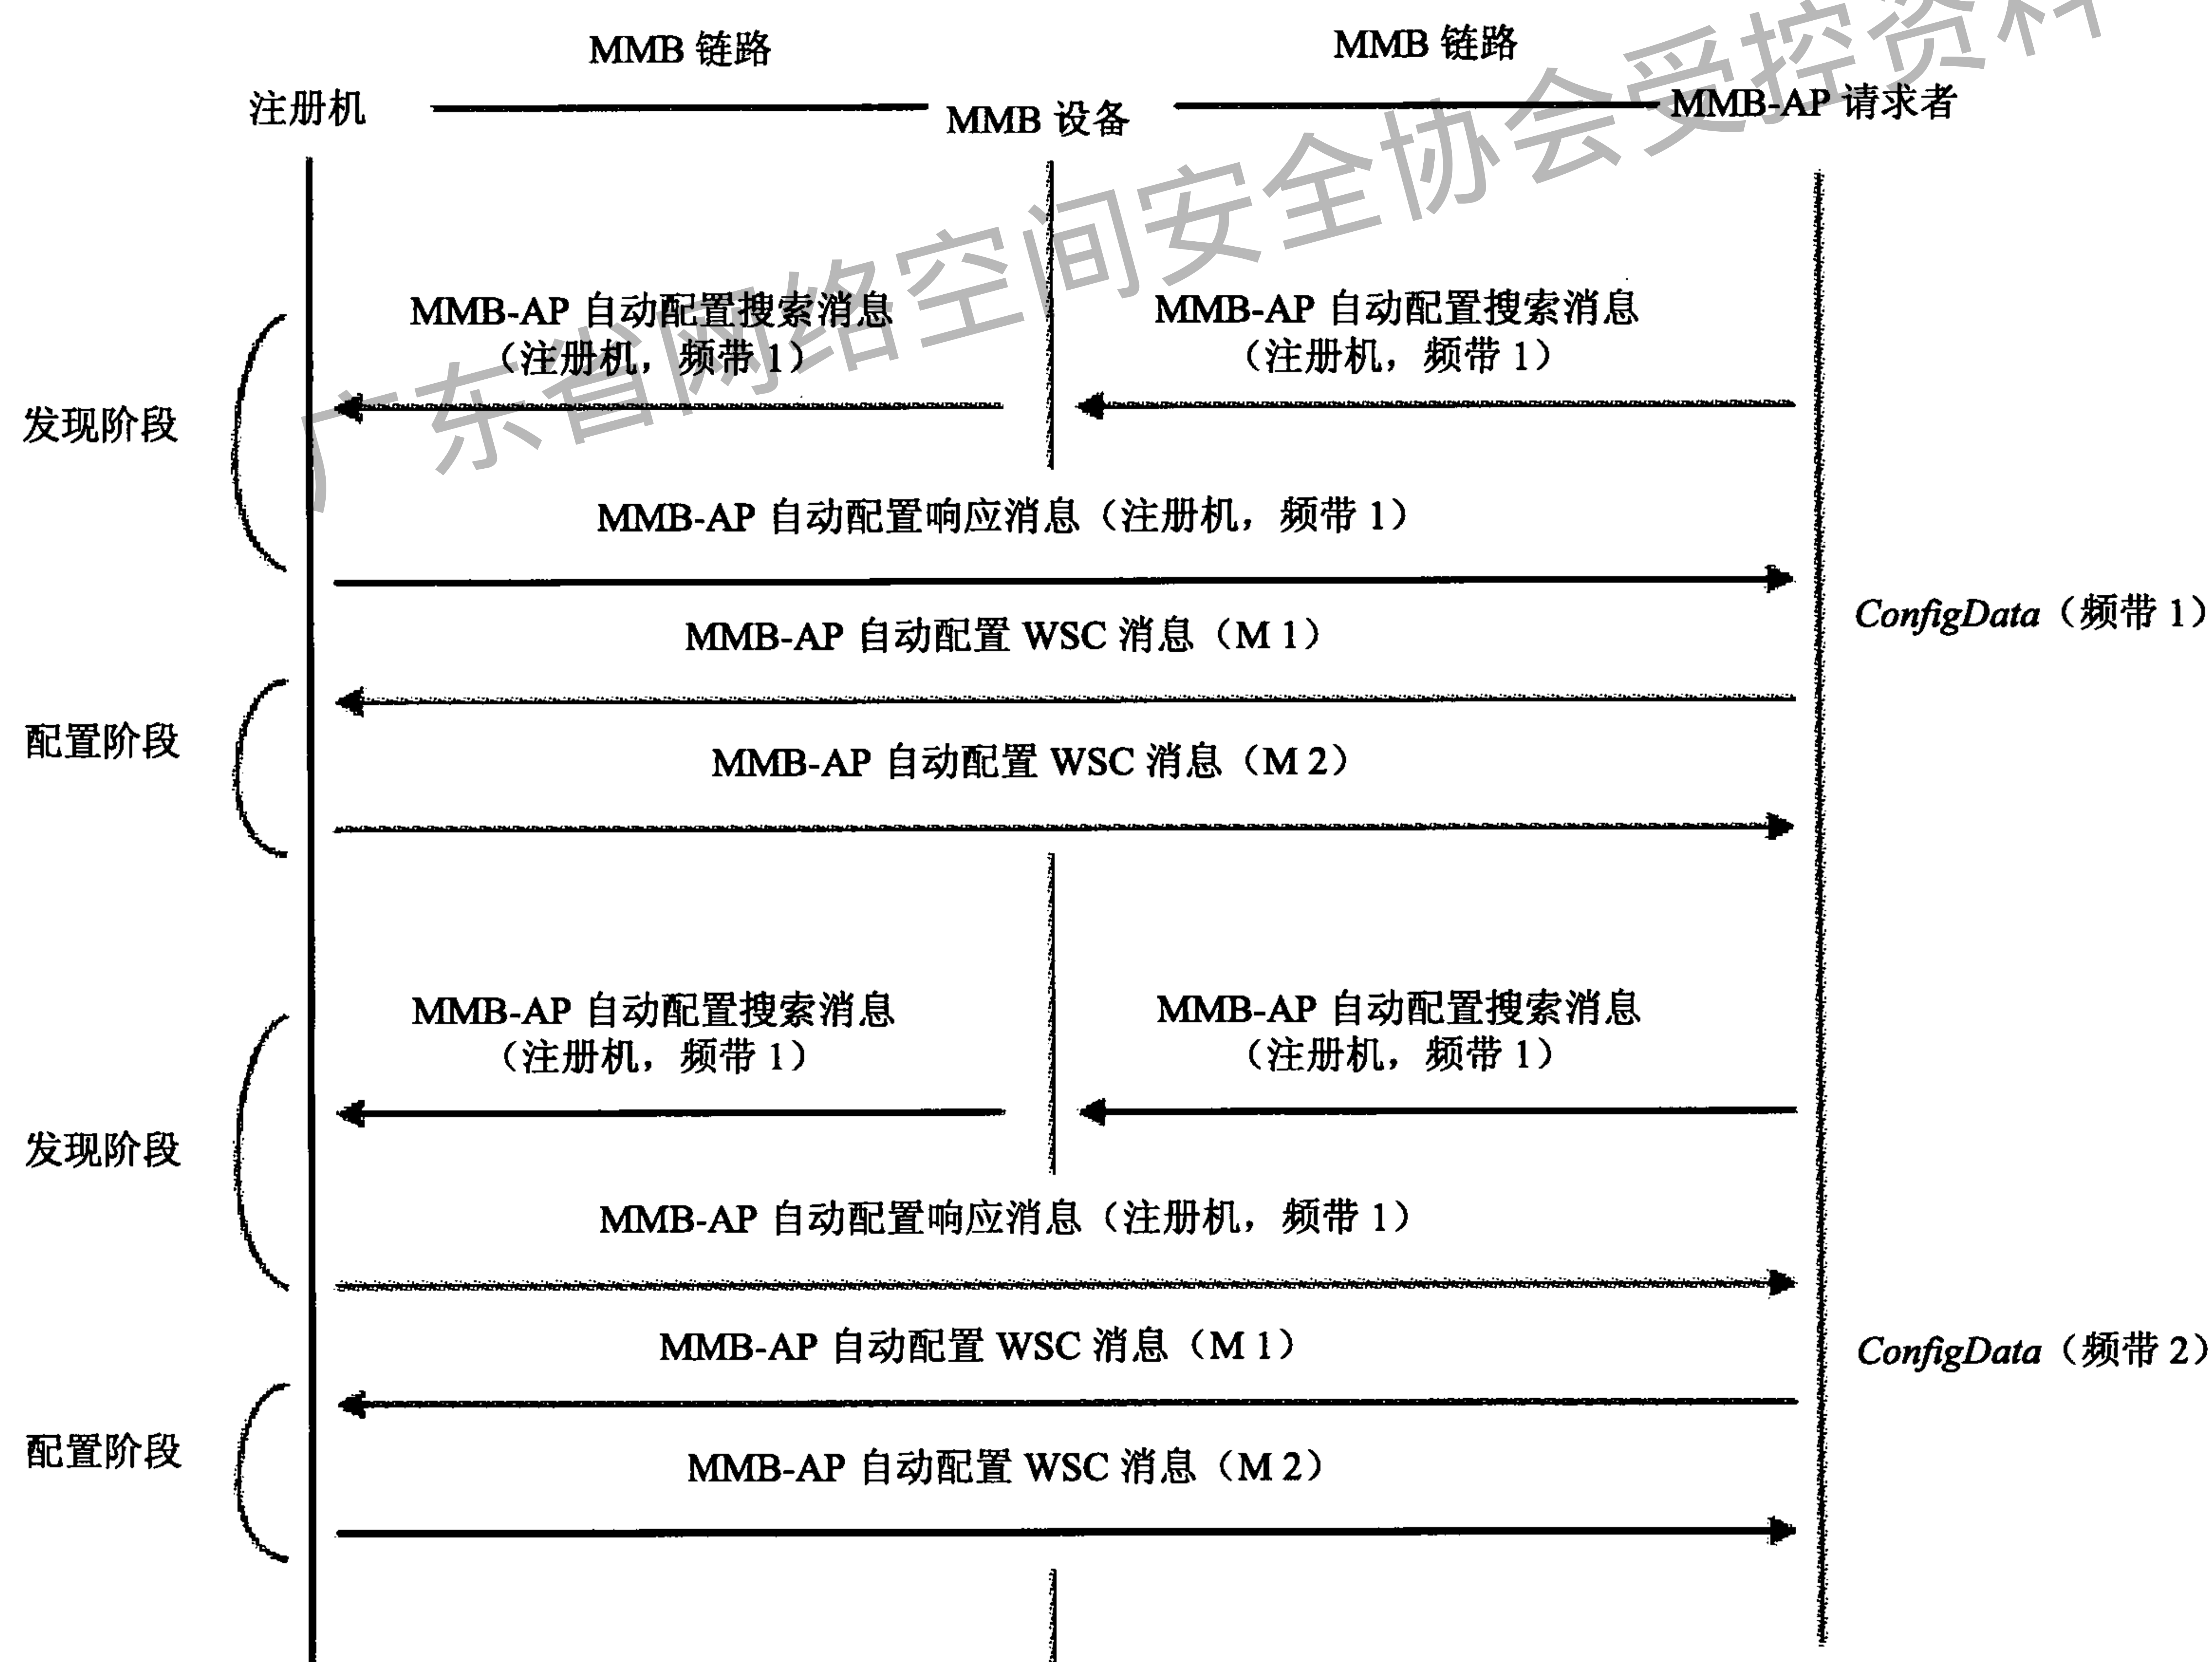 MMB 链路
MMB 链路
注册机
MMB 设备
MMB-AP 请求者
广东省网络空间安全协会受控资料
MMB-AP 自动配置搜索消息
（注册机，频带 1）
MMB-AP 自动配置搜索消息
（注册机，频带 1）
发现阶段
MMB-AP 自动配置响应消息（注册机，频带 1）
ConfigData（频带 1）
MMB-AP 自动配置 WSC 消息（M 1）
配置阶段
MMB-AP 自动配置 WSC 消息（M 2）
MMB-AP 自动配置搜索消息
（注册机，频带 1）
MMB-AP 自动配置搜索消息
（注册机，频带 1）
发现阶段
MMB-AP 自动配置响应消息（注册机，频带 1）
MMB-AP 自动配置 WSC 消息（M 1）
ConfigData（频带 2）
配置阶段
MMB-AP 自动配置 WSC 消息（M 2）